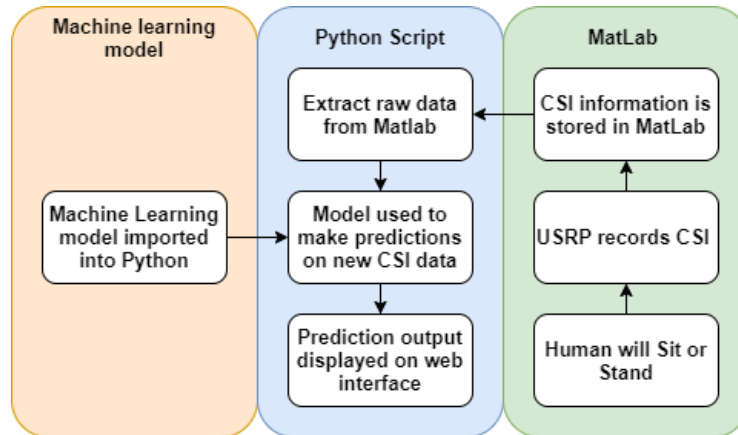 Machine learning
model
Python Script
MatLab
Extract raw data
from Matlab
CSI information is
stored in MatLab
Machine Learning
model imported
into Python
Model used to
make predictions
on new CSI data
USRP records CSI
Prediction output
displayed on web
interface
Human will Sit or
Stand